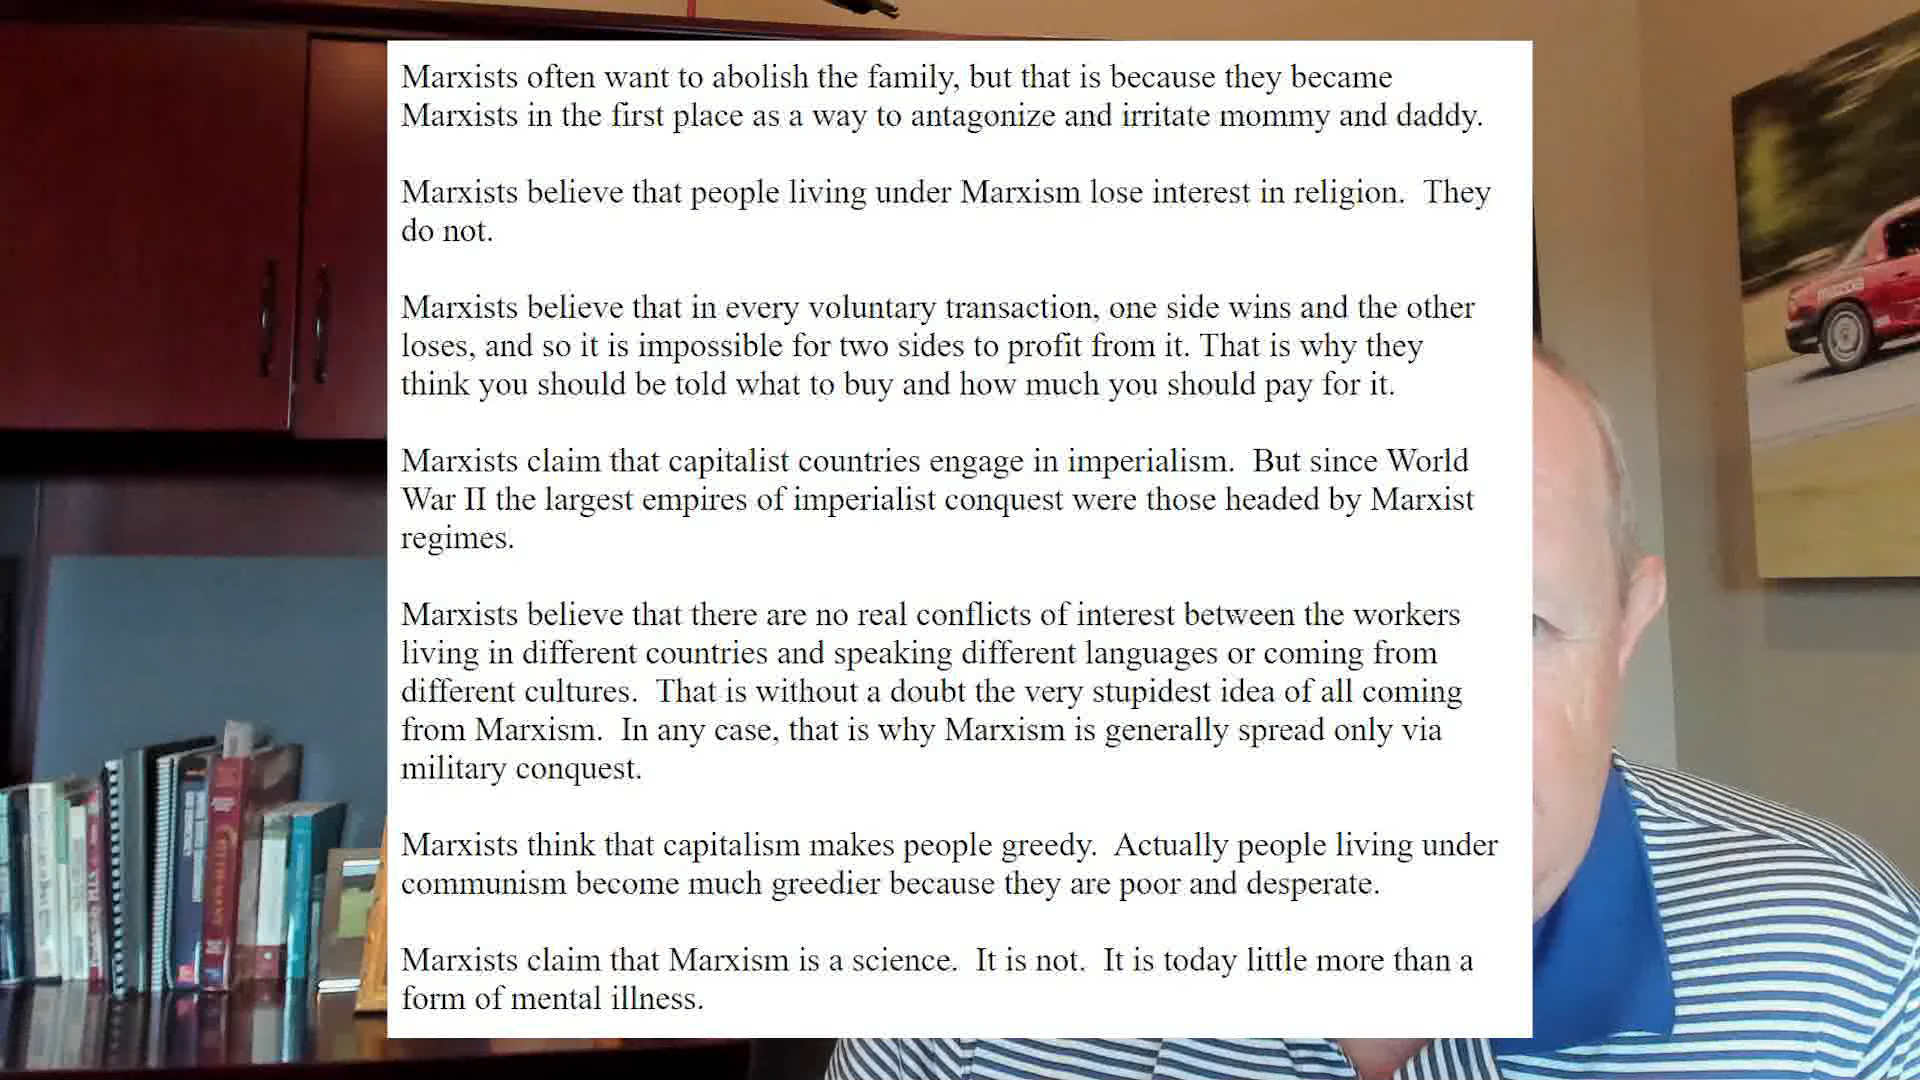 Marxists often want to abolish the family, but that is because they became
Marxists in the first place as a way to antagonize and irritate mommy and daddy.
Marxists believe that people living under Marxism lose interest in religion.  They
do not.
Marxists believe that in every voluntary transaction, one side wins and the other
loses, and so it is impossible for two sides to profit from it. That is why they
think you should be told what to buy and how much you should pay for it.
Marxists claim that capitalist countries engage in imperialism.  But since World
War II the largest empires of imperialist conquest were those headed by Marxist
regimes.
Marxists believe that there are no real conflicts of interest between the workers
living in different countries and speaking different languages or coming from
different cultures.  That is without a doubt the very stupidest idea of all coming
from Marxism.  In any case, that is why Marxism is generally spread only via
military conquest.
Marxists think that capitalism makes people greedy.  Actually people living under
communism become much greedier because they are poor and desperate.
Marxists claim that Marxism is a science.  It is not.  It is today little more than a
form of mental illness.